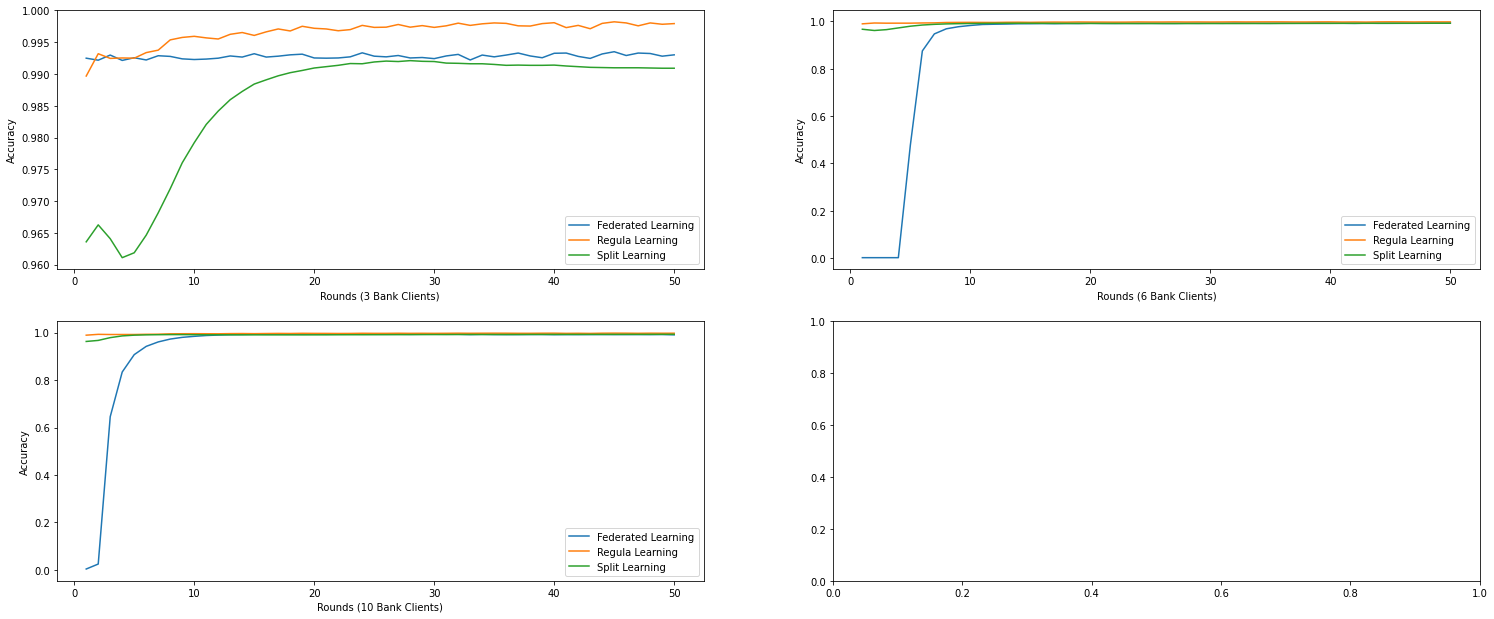 1.000
0.995
0.990
0.985
0.980
0.975
0.970
0.965
0.960
Accuracy
0 10 20 30 40 50
Rounds (3 Bank Clients)
Federated Learning
Regula Learning
Split Learning
1.0
0.8
0.6
0.4
0.2
0.0
Accuracy
0 10 20 30 40 50
Rounds (6 Bank Clients)
Federated Learning
Regula Learning
Split Learning
1.0
0.8
0.6
0.4
0.2
0.0
Accuracy
0 10 20 30 40 50
Rounds (10 Bank Clients)
Federated Learning
Regula Learning
Split Learning
1.0
0.8
0.6
0.4
0.2
0.0
0.0 0.2 0.4 0.6 0.8 1.0